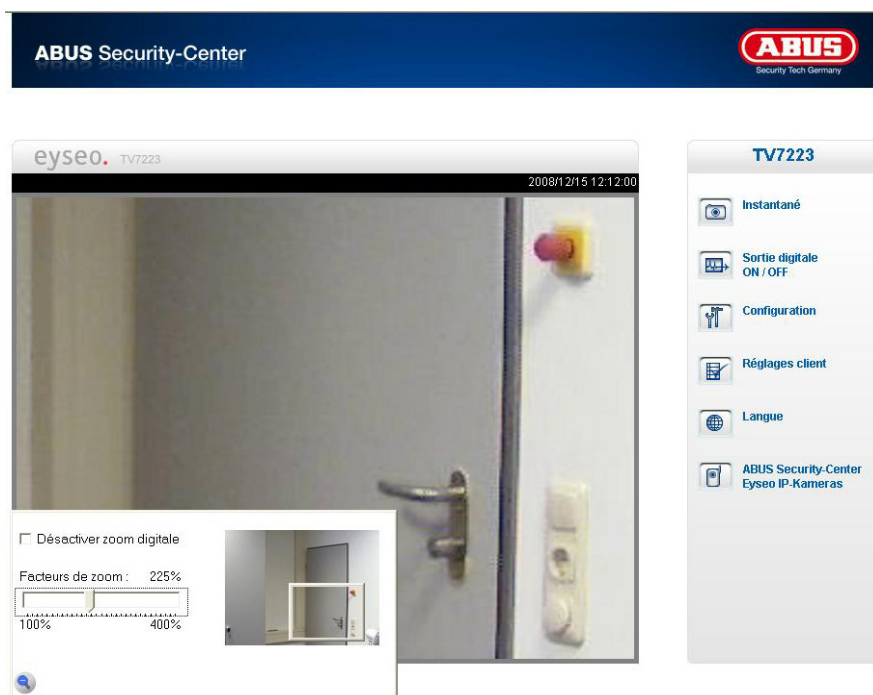 ABUS Security-Center
ABUS
Security Tech Germany
eyseo. TV7223
2008/12/15 12:12:00
Désactiver zoom digitale
Facteurs de zoom : 225%
100% 400%
TV7223
Instantané
Sortie digitale
ON / OFF
Configuration
Réglages client
Langue
ABUS Security-Center
Eyseo IP-Kameras